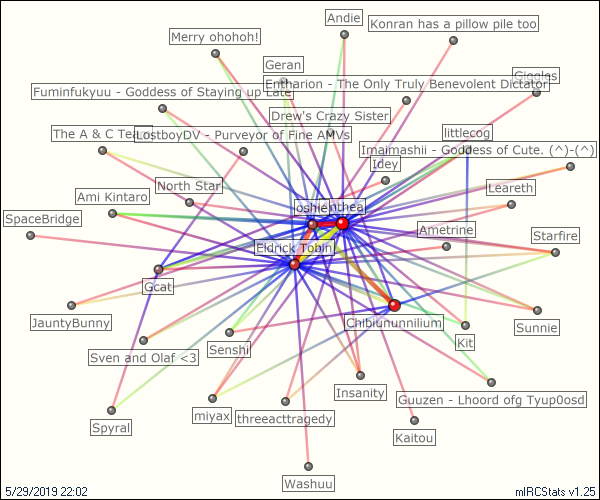 Andie
Konran has a pillow pile too
Merry ohohoh!
Geran
Giggles
Entharion - The Only Truly Benevolent Dictator
Fuminfukyuu - Goddess of Staying up Late
Drew's Crazy Sister
The A & C Team
LostboyDV - Purveyor of Fine AMVs
littlecog
Imaimashii - Goddess of Cute. (^)-(^)
Idey
North Star
Ami Kintaro
Leareth
oshie
nthea
SpaceBridge
Ametrine
Starfire
Eldrick Tobin
Gcat
JauntyBunny
Chibiununnilium
Sunnie
Kit
Senshi
Sven and Olaf <3
Insanity
Guuzen - Lhoord ofg Tyup0osd
miyax
threeacttragedy
Spyral
Kaitou
Washuu
5/29/2019 22:02
mIRCStats v1.25